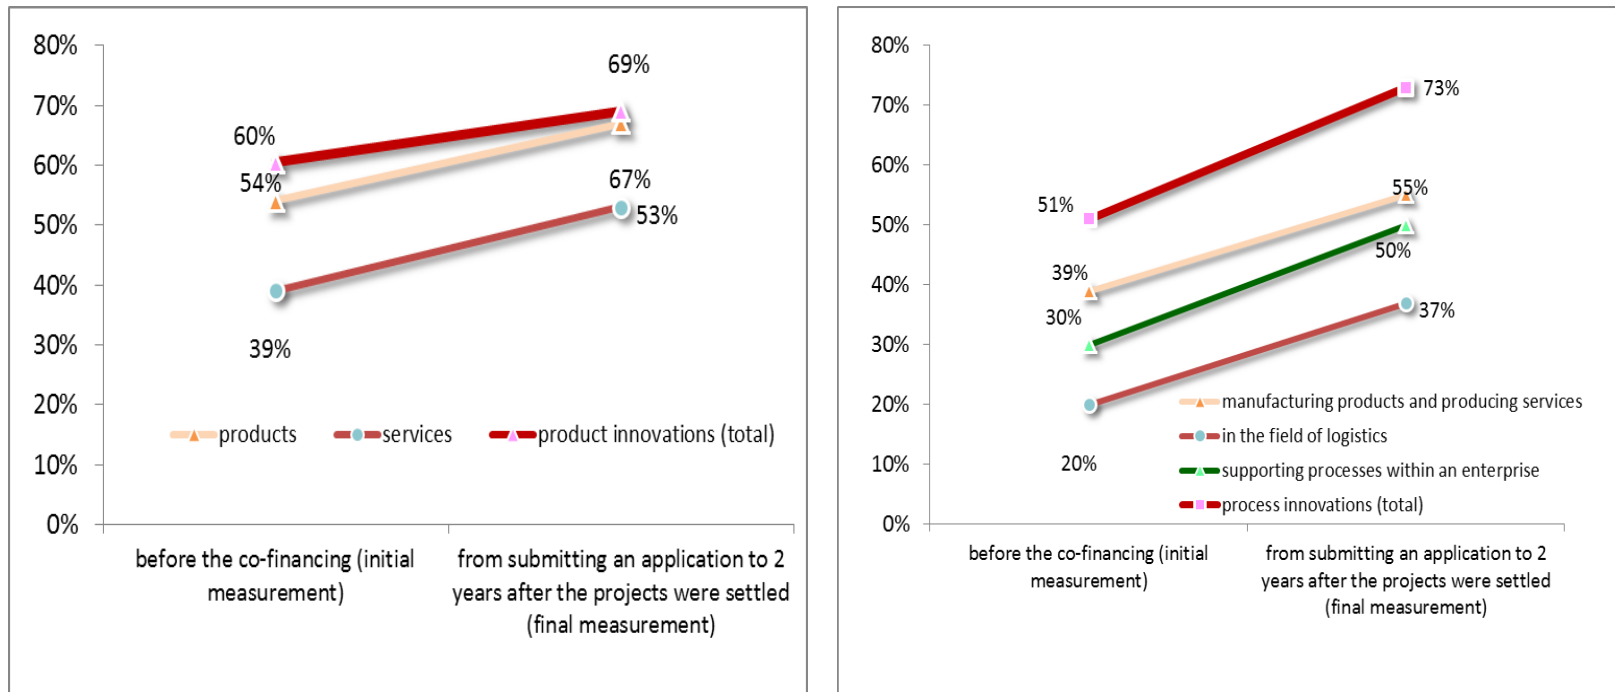 80%
70%
60%
50%
40%
30%
20%
10%
0%
69%
60%
54%
67%
53%
39%
products
services
product innovations (total)
before the co-financing (initial
measurement)
from submitting an application to 2
years after the projects were settled
(final measurement)
80%
70%
60%
50%
40%
30%
20%
10%
0%
73%
51%
55%
39%
50%
30%
37%
20%
manufacturing products and producing services
in the field of logistics
supporting processes within an enterprise
process innovations (total)
before the co-financing (initial
measurement)
from submitting an application to 2
years after the projects were settled
(final measurement)